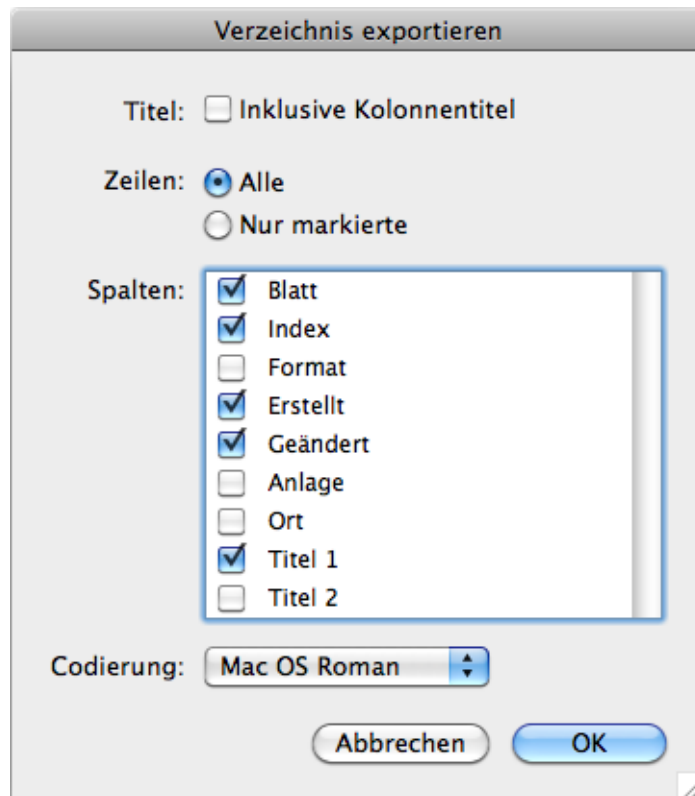 Verzeichnis exportieren
Titel: Inklusive Kolonnentitel
Zeilen: Alle
Nur markierte
Spalten: Blatt
Index
Format
Erstellt
Geändert
Anlage
Ort
Titel 1
Titel 2
Codierung: Mac OS Roman
Abbrechen OK